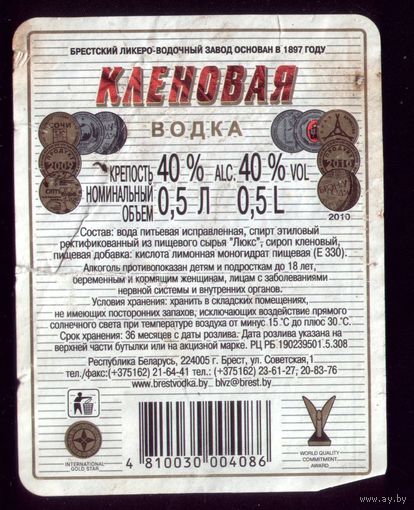 БРЕСТСКИЙ ЛИКЕРО-ВОДОЧНЫЙ ЗАВОД ОСНОВАН В 1897 ГОДУ
КЛЕНОВАЯ
ВОДКА
СОЧИ
2009
2010
КРЕПОСТЬ 40 % ALC. 40 % VOL
НОМИНАЛЬНЫЙ ОБЪЕМ 0,5 Л 0,5 L
2010
Состав: вода питьевая исправленная, спирт этиловый
ректификованный из пищевого сырья "Люкс", сироп кленовый,
пищевая добавка: кислота лимонная моногидрат пищевая (Е 330).
Алкоголь противопоказан детям и подросткам до 18 лет,
беременным и кормящим женщинам, лицам с заболеваниями
нервной системы и внутренних органов.
Условия хранения: хранить в складских помещениях,
не имеющих посторонних запахов, исключающих воздействие прямого
солнечного света при температуре воздуха от минус 15 °С до плюс 30 °С.
Срок хранения: 36 месяцев с даты розлива. Дата розлива указана на
верхней части бутылки или на акцизной марке. РЦ РБ 190239501.5.308
Республика Беларусь, 224005 г. Брест, ул. Советская,1
тел./факс:(+375162) 21-64-41 тел.: (+375162) 23-61-27; 20-83-76
www.brestvodka.by blvz@brest.by
INTERNATIONAL
GOLD STAR
4 810030 004086
WORLD QUALITY
COMMITMENT
AWARD
www.ay.by